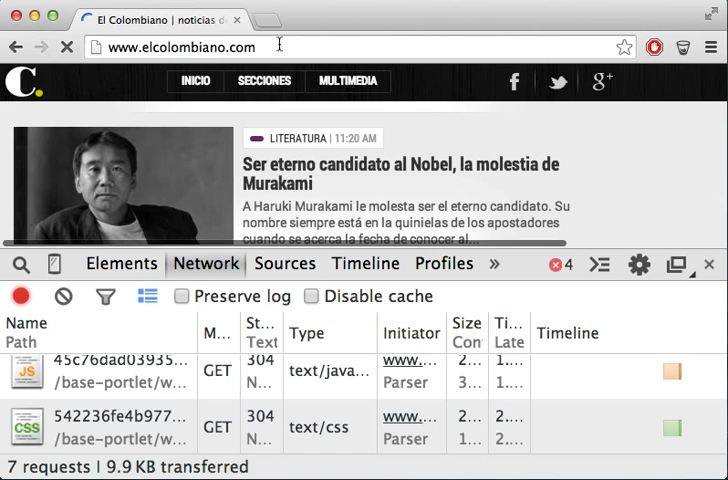 El Colombiano | noticias de
www.elcolombiano.com
C.
INICIO SECCIONES MULTIMEDIA
f g+
LITERATURA | 11:20 AM
Ser eterno candidato al Nobel, la molestia de
Murakami
A Haruki Murakami le molesta ser el eterno candidato. Su
nombre siempre está en la quinielas de los apostadores
cuando se acerca la fecha de conocer al...
Elements Network Sources Timeline Profiles » 4
Preserve log Disable cache
Name M... St... Type Initiator Size Ti... Timeline
Path Text Cor Late
45c76dad03935... GET 304 text/java... www.... 2... 1....
JS /base-portlet/w... N... Parser 3... 1....
542236fe4b977... GET 304 text/css www.... 2... 2....
CSS /base-portlet/w... N... Parser 1... 2....
7 requests | 9.9 KB transferred